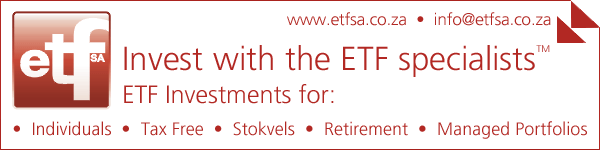 www.etfsa.co.za • info@etfsa.co.za
etf
SA
Invest with the ETF specialists™
ETF Investments for:
• Individuals • Tax Free • Stokvels • Retirement • Managed Portfolios